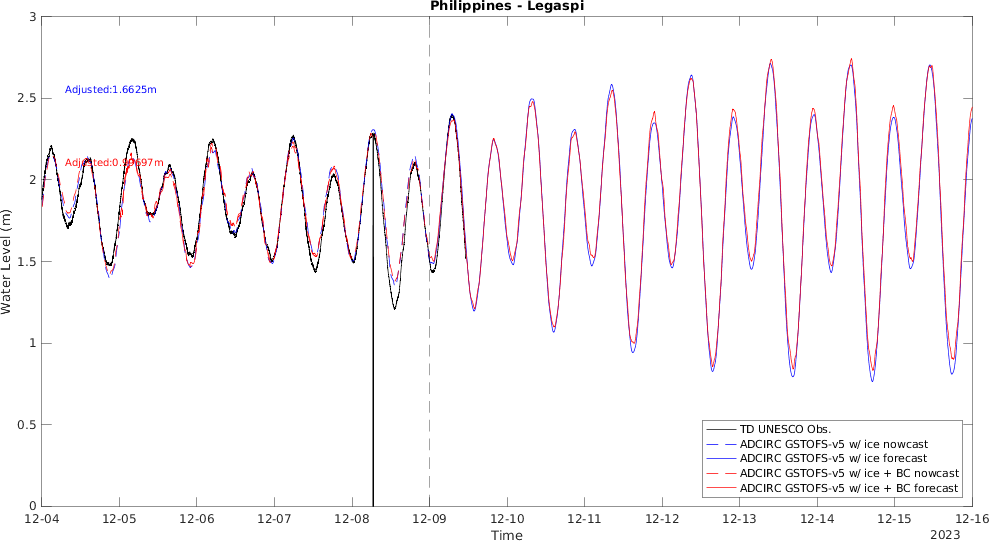 Philippines - Legaspi
3
2.5
2
1.5
1
0.5
0
Water Level (m)
Adjusted:1.6625m
TD UNESCO Obs.
ADCIRC GSTOFS-v5 w/ ice nowcast
ADCIRC GSTOFS-v5 w/ ice forecast
ADCIRC GSTOFS-v5 w/ ice + BC nowcast
ADCIRC GSTOFS-v5 w/ ice + BC forecast
12-04 12-05 12-06 12-07 12-08 12-09 12-10 12-11 12-12 12-13 12-14 12-15 12-16
Time
2023